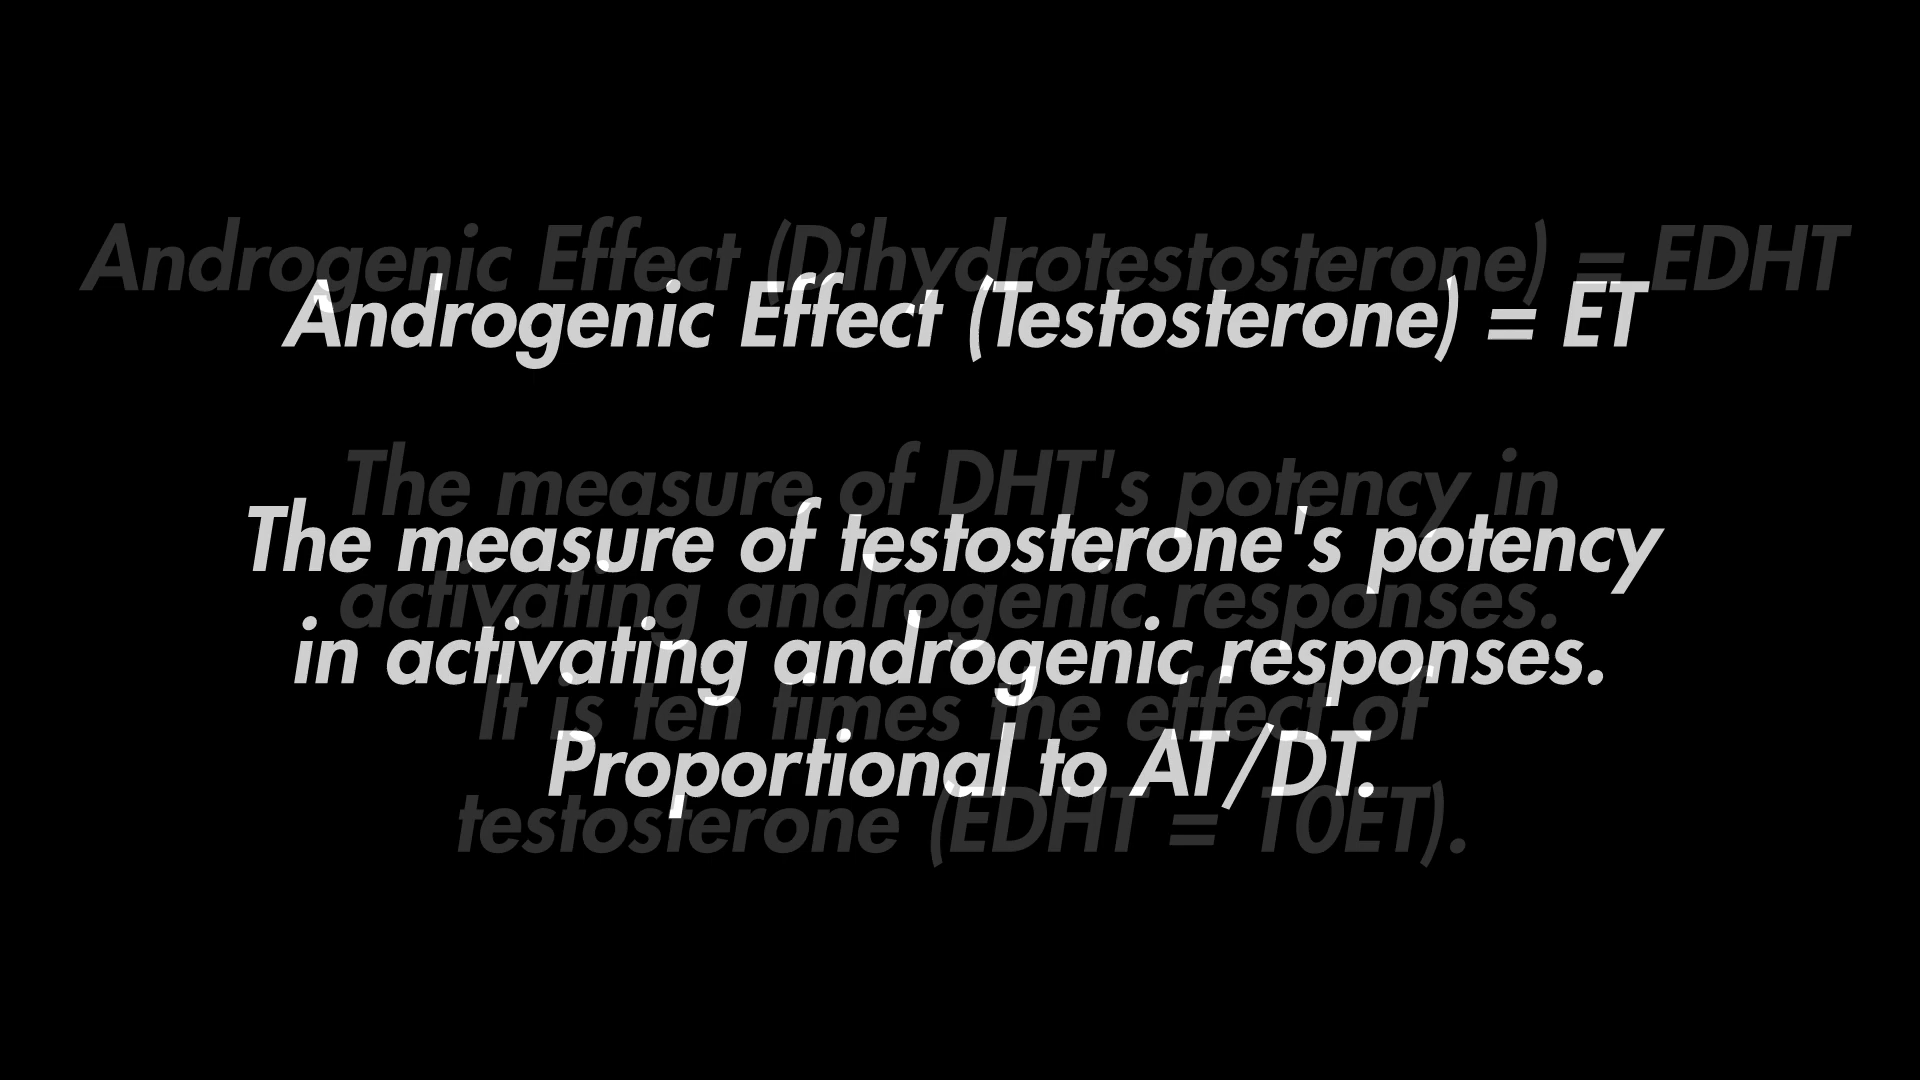 Androgenic Effect (Dihydrotestosterone) = EDHT
Androgenic Effect (Testosterone) = ET
The measure of DHT's potency in
The measure of testosterone's potency
activating androgenic responses.
in activating androgenic responses.
It is ten times the effect of
Proportional to AT/DT.
testosterone (EDHT = 10ET).